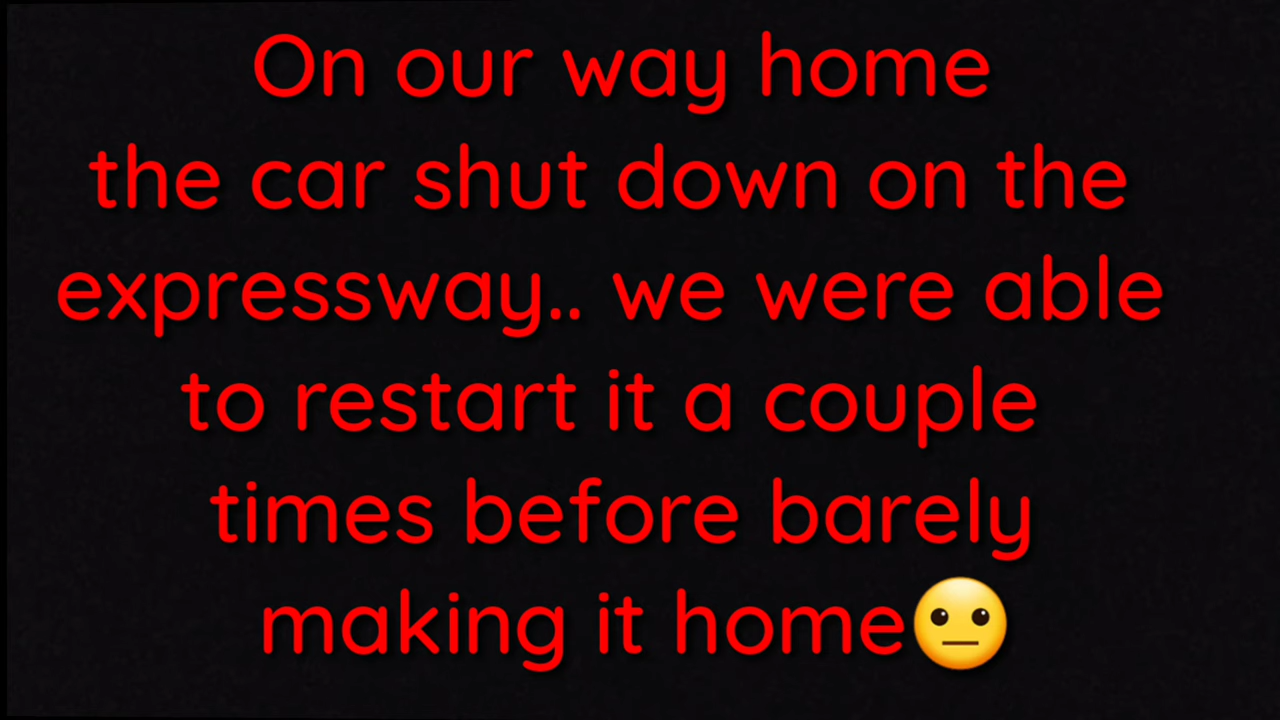 On our way home
the car shut down on the
expressway.. we were able
to restart it a couple
times before barely
making it home😐